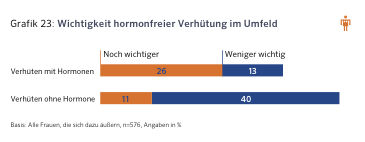 Grafik 23: Wichtigkeit hormonfreier Verhütung im Umfeld
Noch wichtiger Weniger wichtig
Verhüten mit Hormonen 26 13
Verhüten ohne Hormone 11 40
Basis: Alle Frauen, die sich dazu äußern, n=576, Angaben in %